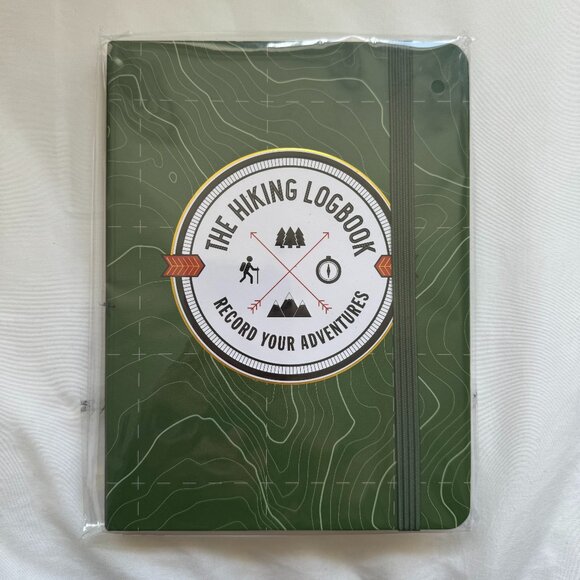 THE HIKING LOGBOOK
RECORD YOUR ADVENTURES